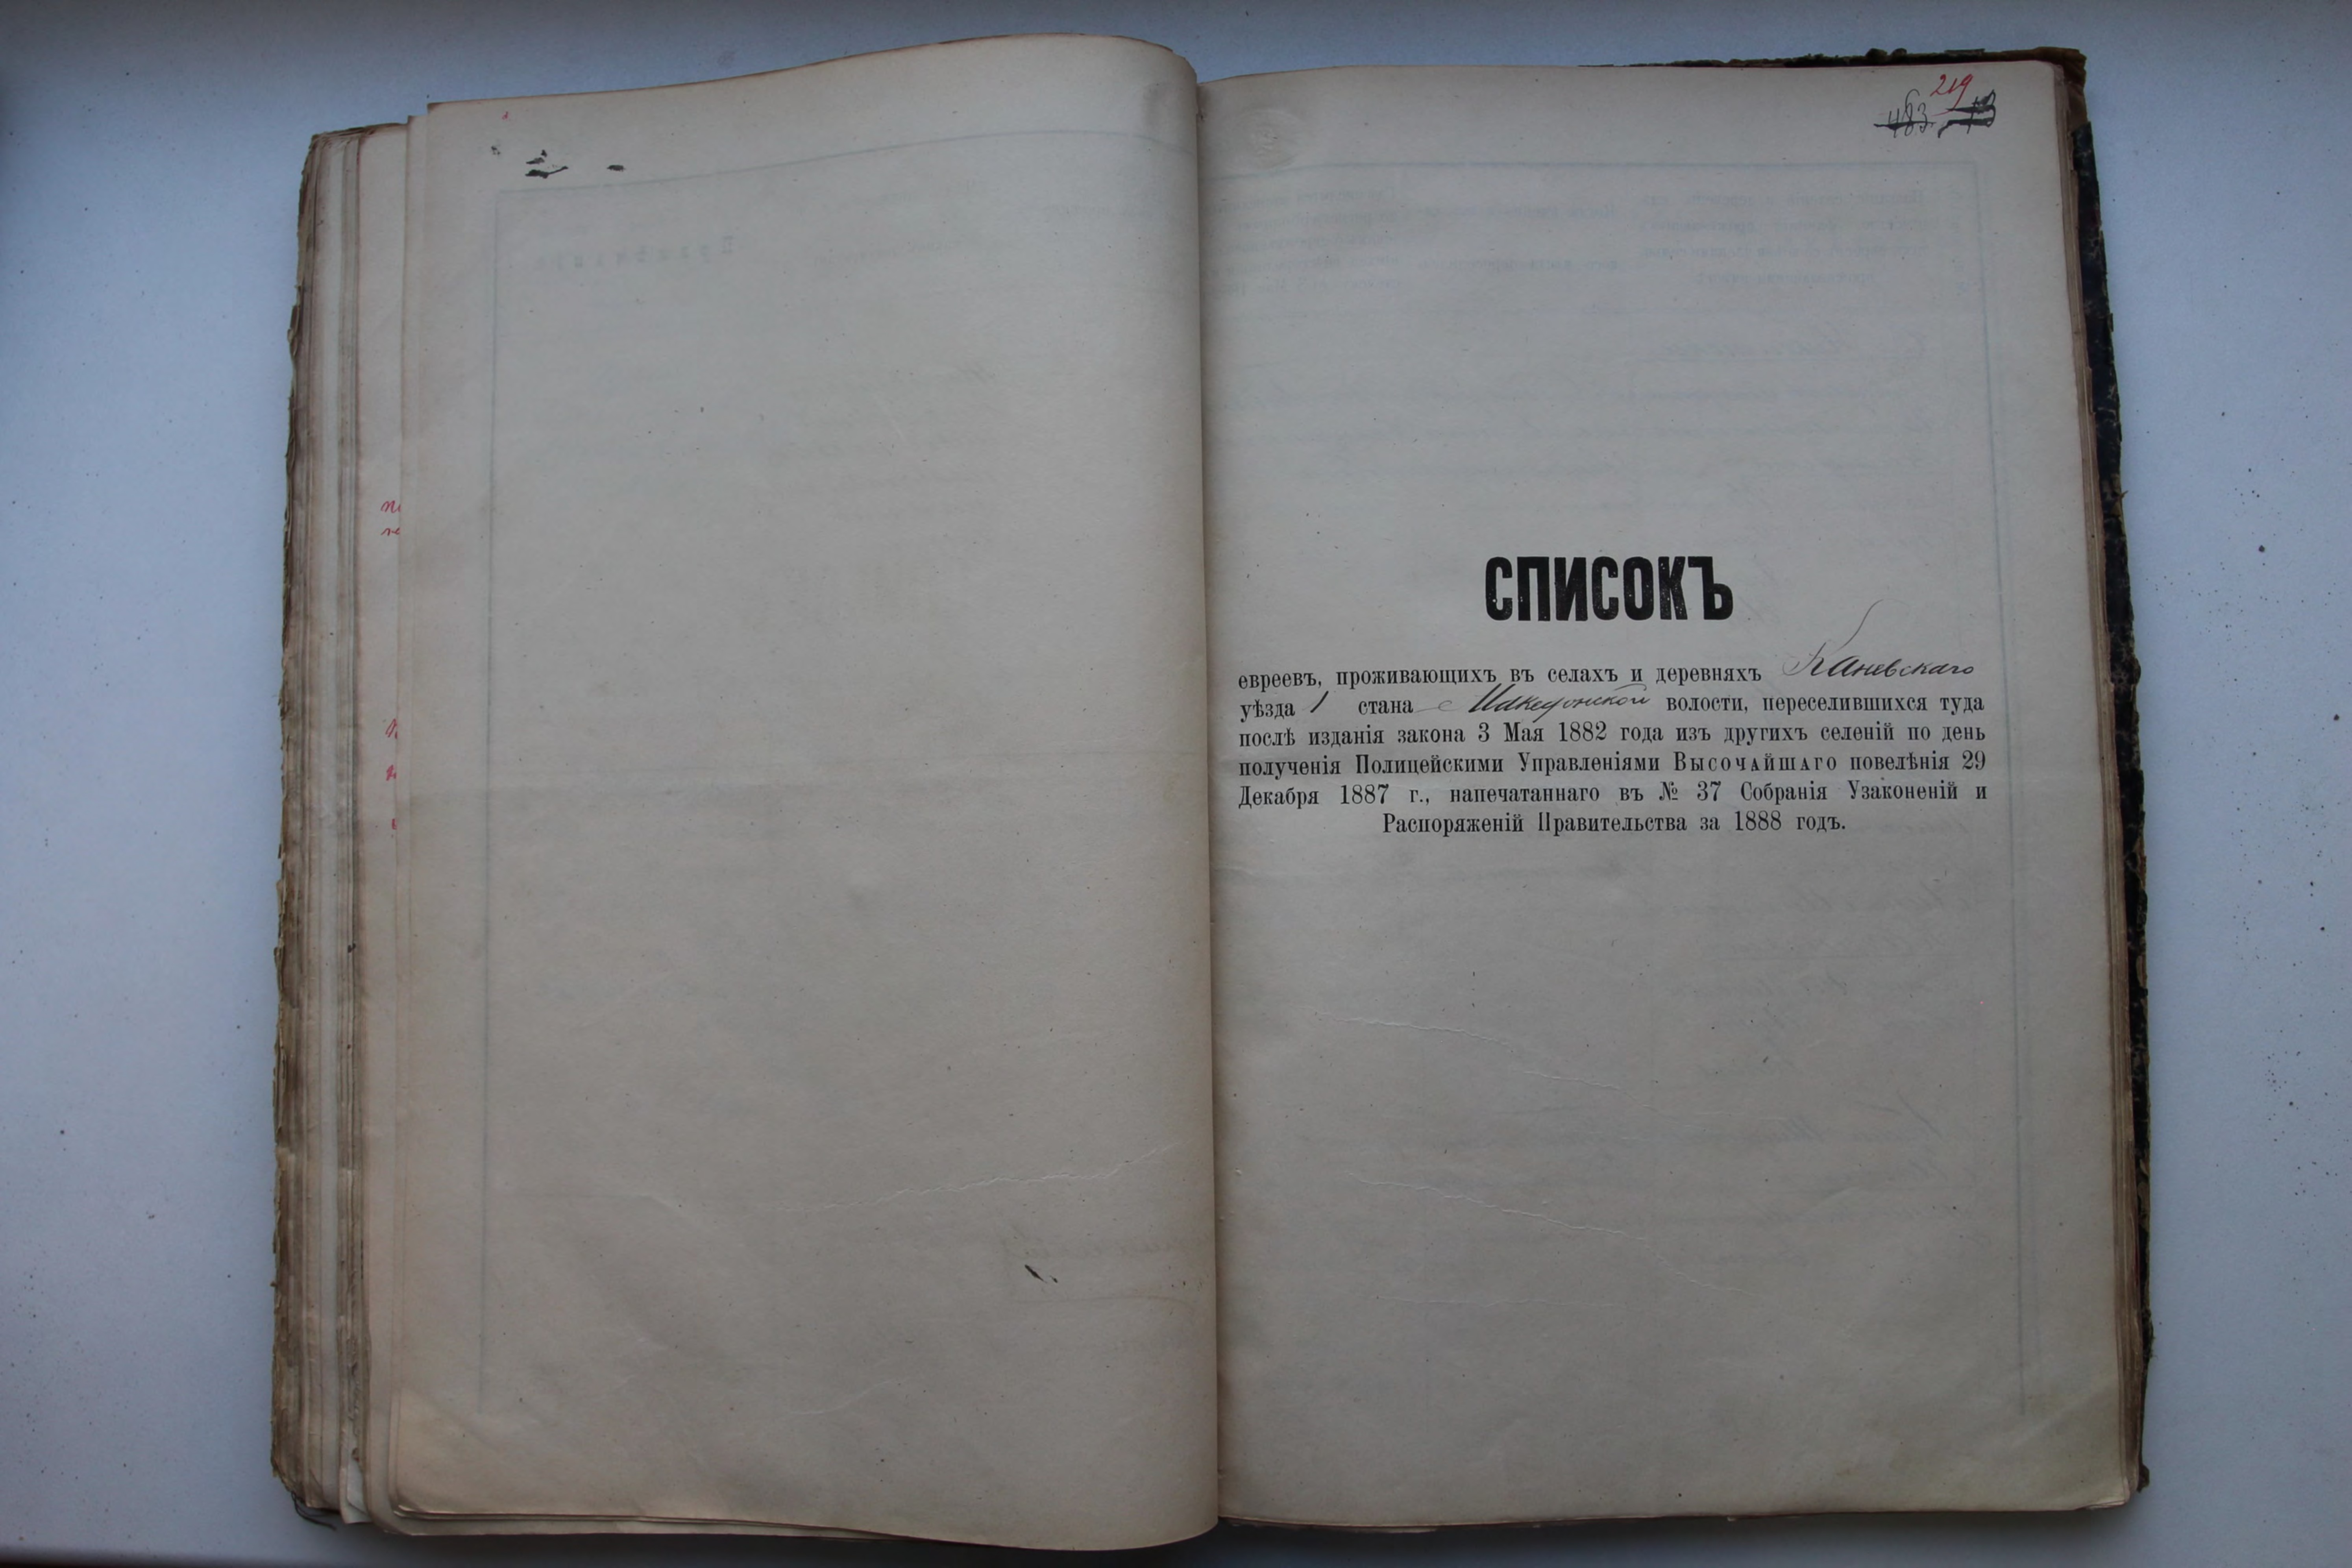 219
483
СПИСОКЪ
евреевъ, проживающихъ въ селахъ и деревняхъ Каневскаго
уѣзда 1 стана Македонской волости, переселившихся туда
послѣ изданія закона 3 Мая 1882 года изъ другихъ селеній по день
полученія Полицейскими Управленіями ВЫСОЧАЙШАГО повелѣнія 29
Декабря 1887 г., напечатаннаго въ № 37 Собранія Узаконеній и
Распоряженій Правительства за 1888 годъ.